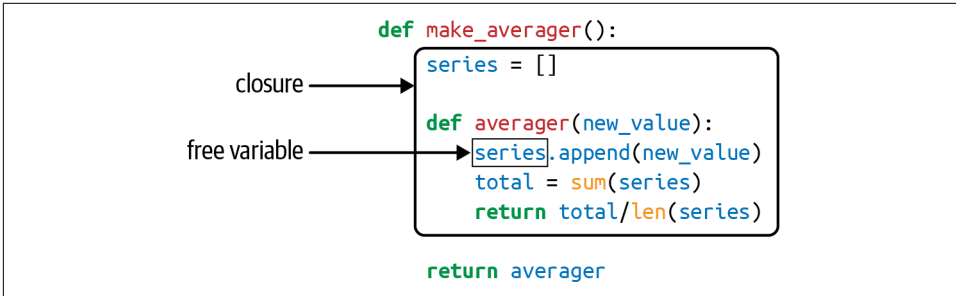 def make_averager():
closure
series = []
def averager(new_value):
free variable
series.append(new_value)
total = sum(series)
return total/len(series)
return averager